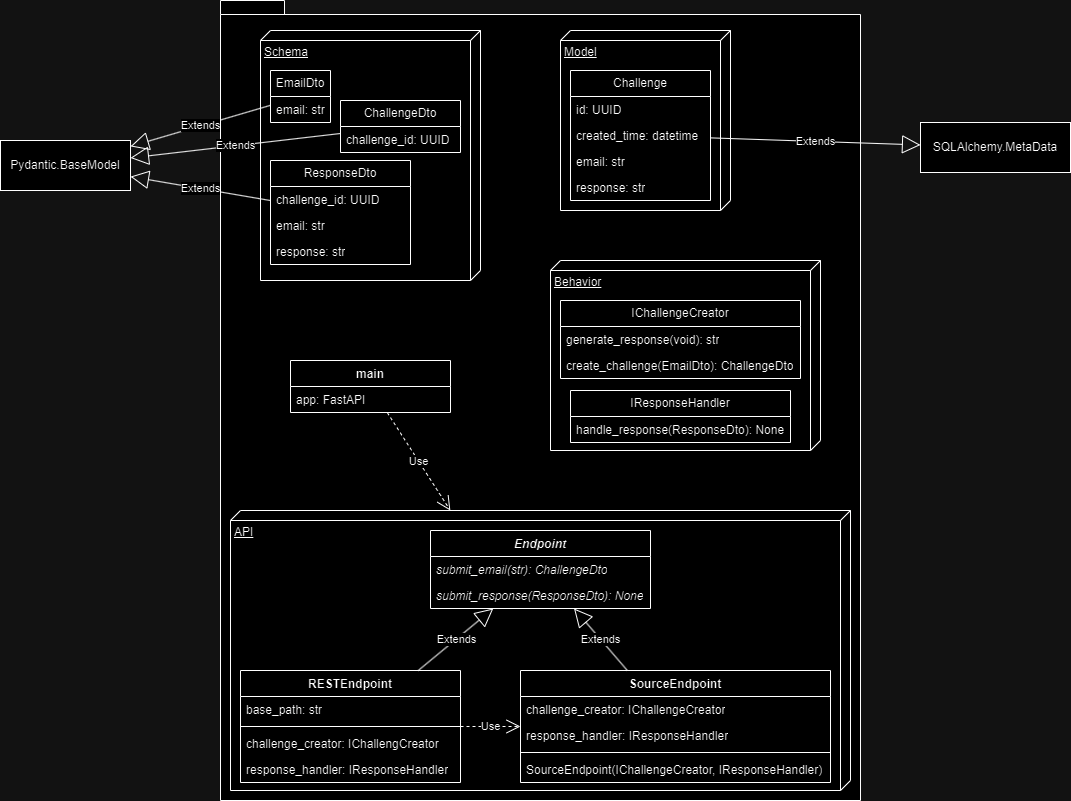 Schema
EmailDto
email: str
ChallengeDto
challenge_id: UUID
ResponseDto
challenge_id: UUID
email: str
response: str
Extends
Extends
Extends
Pydantic.BaseModel
Model
Challenge
id: UUID
created_time: datetime
email: str
response: str
Extends
SQLAlchemy.MetaData
Behavior
IChallengeCreator
generate_response(void): str
create_challenge(EmailDto): ChallengeDto
IResponseHandler
handle_response(ResponseDto): None
main
app: FastAPI
Use
API
Endpoint
submit_email(str): ChallengeDto
submit_response(ResponseDto): None
Extends
Extends
RESTEndpoint
base_path: str
challenge_creator: IChallengCreator
response_handler: IResponseHandler
Use
SourceEndpoint
challenge_creator: IChallengeCreator
response_handler: IResponseHandler
SourceEndpoint(IChallengeCreator, IResponseHandler)